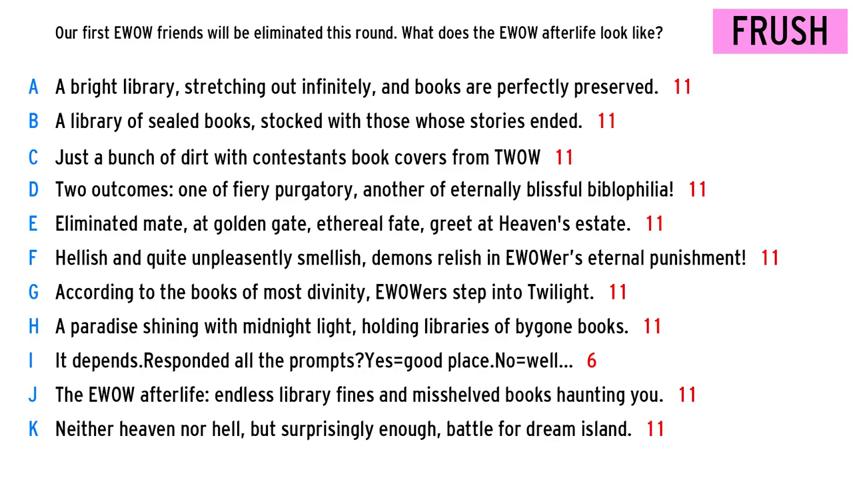 Our first EWOW friends will be eliminated this round. What does the EWOW afterlife look like?
FRUSH
A A bright library, stretching out infinitely, and books are perfectly preserved. 11
B A library of sealed books, stocked with those whose stories ended. 11
C Just a bunch of dirt with contestants book covers from TWOW 11
D Two outcomes: one of fiery purgatory, another of eternally blissful biblophilia! 11
E Eliminated mate, at golden gate, ethereal fate, greet at Heaven's estate. 11
F Hellish and quite unpleasently smellish, demons relish in EWOWer’s eternal punishment! 11
G According to the books of most divinity, EWOWers step into Twilight. 11
H A paradise shining with midnight light, holding libraries of bygone books. 11
I It depends.Responded all the prompts?Yes=good place.No=well... 6
J The EWOW afterlife: endless library fines and misshelved books haunting you. 11
K Neither heaven nor hell, but surprisingly enough, battle for dream island. 11